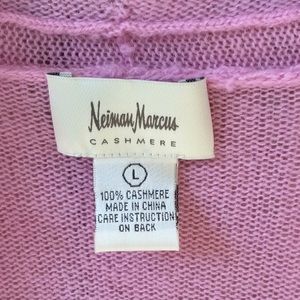 Neiman Marcus
CASHMERE
L
100% CASHMERE
MADE IN CHINA
CARE INSTRUCTION
ON BACK